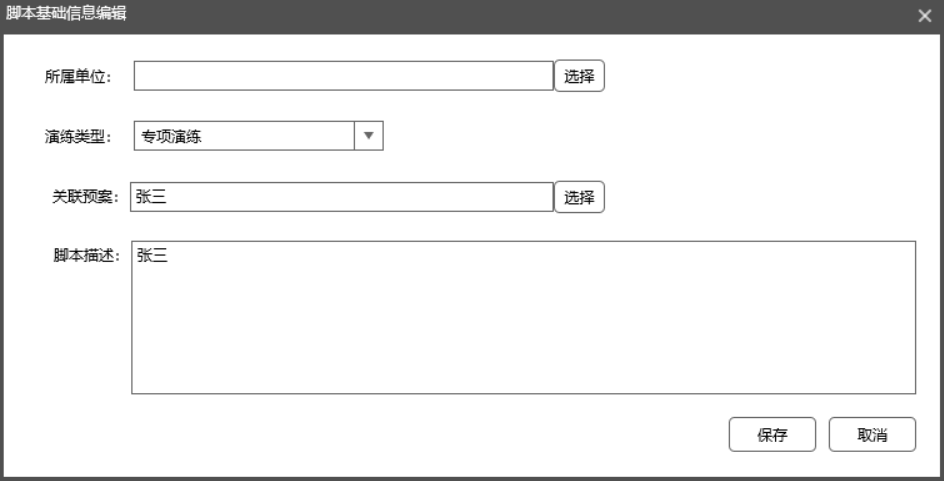 脚本基础信息编辑
所属单位： 选择
演练类型： 专项演练
关联预案： 张三 选择
脚本描述： 张三
保存 取消